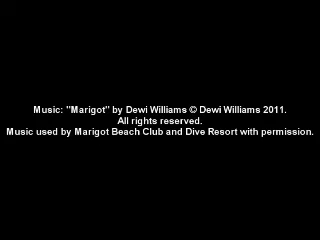 Music: "Marigot" by Dewi Williams © Dewi Williams 2011.
All rights reserved.
Music used by Marigot Beach Club and Dive Resort with permission.